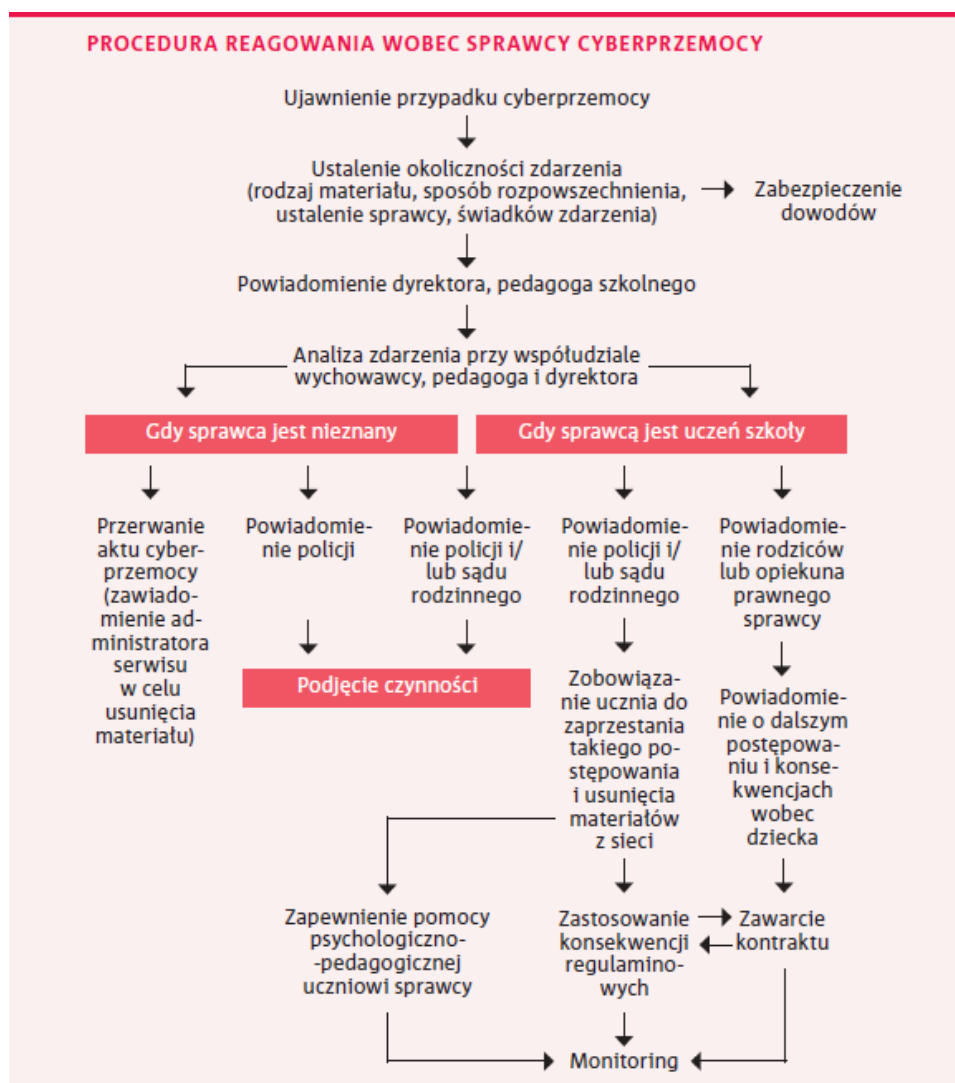 PROCEDURA REAGOWANIA WOBEC SPRAWCY CYBERPRZEMOCY
Ujawnienie przypadku cyberprzemocy
Ustalenie okoliczności zdarzenia
(rodzaj materiału, sposób rozpowszechnienia,
ustalenie sprawcy, świadków zdarzenia)
Zabezpieczenie
dowodów
Powiadomienie dyrektora, pedagoga szkolnego
Analiza zdarzenia przy współudziale
wychowawcy, pedagoga i dyrektora
Gdy sprawca jest nieznany
Gdy sprawcą jest uczeń szkoły
Przerwanie
aktu cyber-
przemocy
(zawiado-
mienie ad-
ministratora
serwisu
w celu
usunięcia
materiału)
Powiadomie-
nie policji
Powiadomie-
nie policji i/
lub sądu
rodzinnego
Podjęcie czynności
Powiadomie-
nie policji i/
lub sądu
rodzinnego
Zobowiąza-
nie ucznia do
zaprzestania
takiego po-
stępowania
i usunięcia
materiałów
z sieci
Powiadomie-
nie rodziców
lub opiekuna
prawnego
sprawcy
Powiadomie-
nie o dalszym
postępowa-
niu i konse-
kwencjach
wobec
dziecka
Zapewnienie pomocy
psychologiczno-
-pedagogicznej
uczniowi sprawcy
Zastosowanie
konsekwencji
regulamino-
wych
Zawarcie
kontraktu
Monitoring